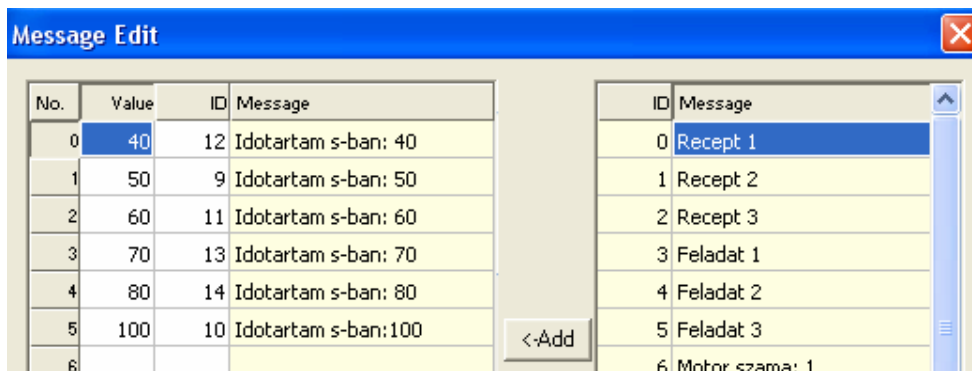 Message Edit
No. Value ID Message
0 40 12 Idotartam s-ban: 40
1 50 9 Idotartam s-ban: 50
2 60 11 Idotartam s-ban: 60
3 70 13 Idotartam s-ban: 70
4 80 14 Idotartam s-ban: 80
5 100 10 Idotartam s-ban:100
6
<-Add
ID Message
0 Recept 1
1 Recept 2
2 Recept 3
3 Feladat 1
4 Feladat 2
5 Feladat 3
6 Motor szama: 1